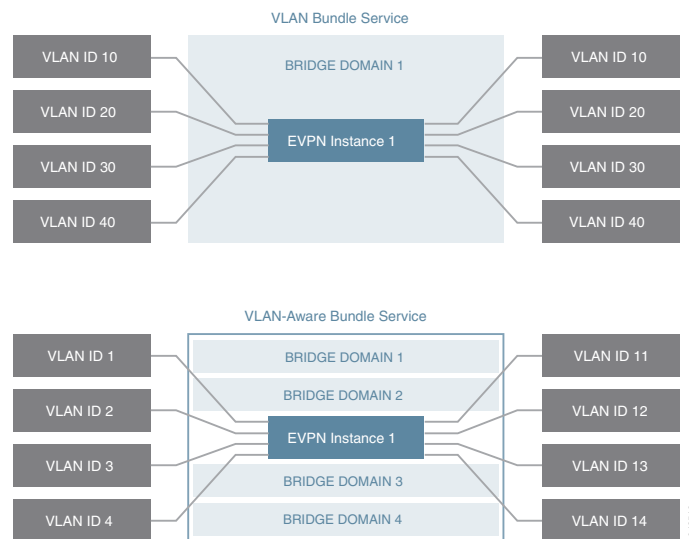 VLAN Bundle Service
VLAN ID 10
BRIDGE DOMAIN 1
VLAN ID 10
VLAN ID 20
VLAN ID 20
EVPN Instance 1
VLAN ID 30
VLAN ID 30
VLAN ID 40
VLAN ID 40
VLAN-Aware Bundle Service
VLAN ID 1
BRIDGE DOMAIN 1
VLAN ID 11
BRIDGE DOMAIN 2
VLAN ID 2
VLAN ID 12
EVPN Instance 1
VLAN ID 3
VLAN ID 13
BRIDGE DOMAIN 3
VLAN ID 4
BRIDGE DOMAIN 4
VLAN ID 14